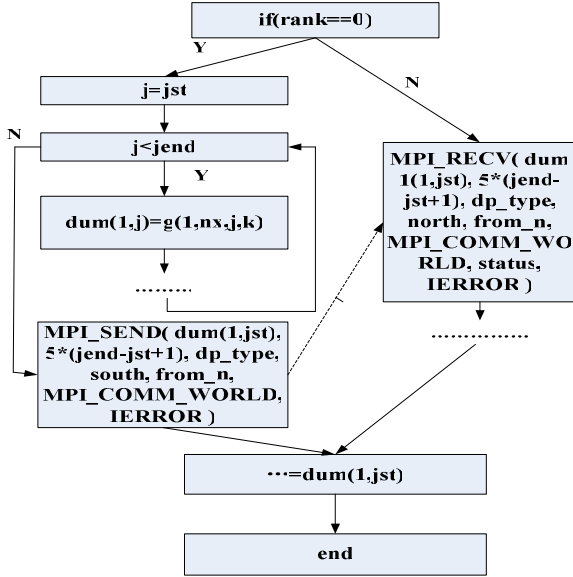 if(rank==0)
Y
N
j=jst
N
j<jend
Y
dum(1,j)=g(1,nx,j,k)
.........
MPI_SEND( dum(1,jst),
5*(jend-jst+1), dp_type,
south, from_n,
MPI_COMM_WORLD,
IERROR )
MPI_RECV( dum
1(1,jst), 5*(jend-
jst+1), dp_type,
north, from_n,
MPI_COMM_WO
RLD, status,
IERROR )
................
···=dum(1,jst)
end